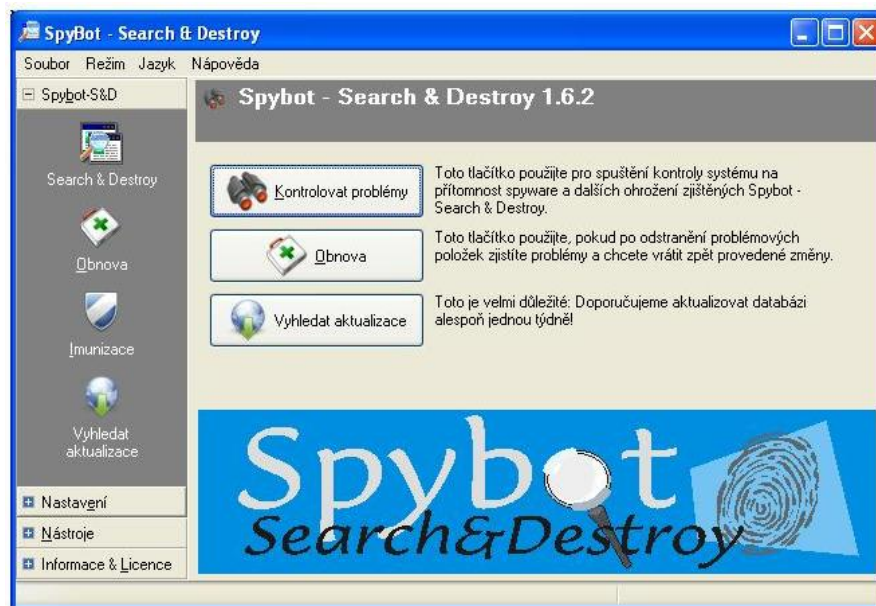 SpyBot - Search & Destroy
Soubor Režim Jazyk Nápověda
Spybot-S&D
Search & Destroy
Obnova
Imunizace
Vyhledat
aktualizace
Nastavení
Nástroje
Informace & Licence
Spybot - Search & Destroy 1.6.2
Kontrolovat problémy
Toto tlačítko použijte pro spuštění kontroly systému na
přítomnost spyware a dalších ohrožení zjištěných Spybot -
Search & Destroy.
Obnova
Toto tlačítko použijte, pokud po odstranění problémových
položek zjistíte problémy a chcete vrátit zpět provedené změny.
Vyhledat aktualizace
Toto je velmi důležité: Doporučujeme aktualizovat databázi
alespoň jednou týdně!
Spybot
Search&Destroy